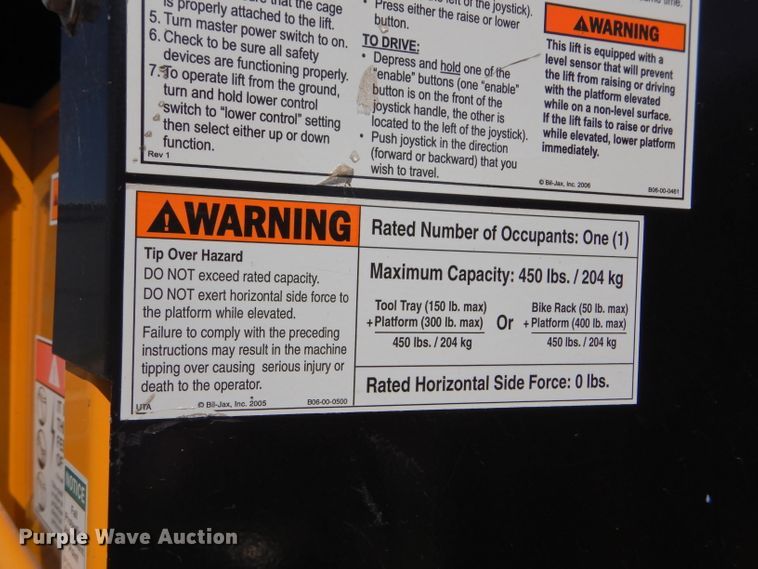 is properly attached to the lift.
5. Turn master power switch to on.
6. Check to be sure all safety
devices are functioning properly.
7. To operate lift from the ground,
turn and hold lower control
switch to "lower control" setting
then select either up or down
function.
Rev 1
• Press either the raise or lower
button.
TO DRIVE:
• Depress and hold one of the
"enable" buttons (one "enable"
button is on the front of the
joystick handle, the other is
located to the left of the joystick).
• Push joystick in the direction
(forward or backward) that you
wish to travel.
© Bil-Jax, Inc. 2006
WARNING
This lift is equipped with a
level sensor that will prevent
the lift from raising or driving
with the platform elevated
while on a non-level surface.
If the lift fails to raise or drive
while elevated, lower platform
immediately.
B06-00-0461
WARNING
Tip Over Hazard
DO NOT exceed rated capacity.
DO NOT exert horizontal side force to
the platform while elevated.
Failure to comply with the preceding
instructions may result in the machine
tipping over causing serious injury or
death to the operator.
UTA
© Bil-Jax, Inc. 2005
B06-00-0500
Rated Number of Occupants: One (1)
Maximum Capacity: 450 lbs. / 204 kg
Tool Tray (150 lb. max)
+ Platform (300 lb. max)
450 lbs. / 204 kg
Or
Bike Rack (50 lb. max)
+ Platform (400 lb. max)
450 lbs. / 204 kg
Rated Horizontal Side Force: 0 lbs.
NOTICE
Purple Wave Auction